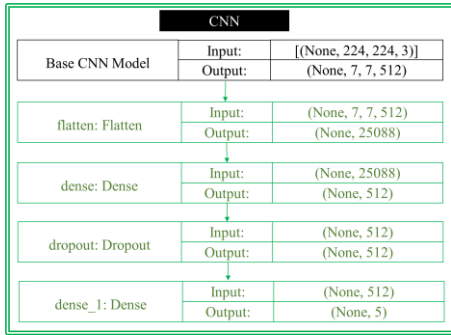 CNN
Base CNN Model
Input: [(None, 224, 224, 3)]
Output: (None, 7, 7, 512)
flatten: Flatten
Input: (None, 7, 7, 512)
Output: (None, 25088)
dense: Dense
Input: (None, 25088)
Output: (None, 512)
dropout: Dropout
Input: (None, 512)
Output: (None, 512)
dense_1: Dense
Input: (None, 512)
Output: (None, 5)